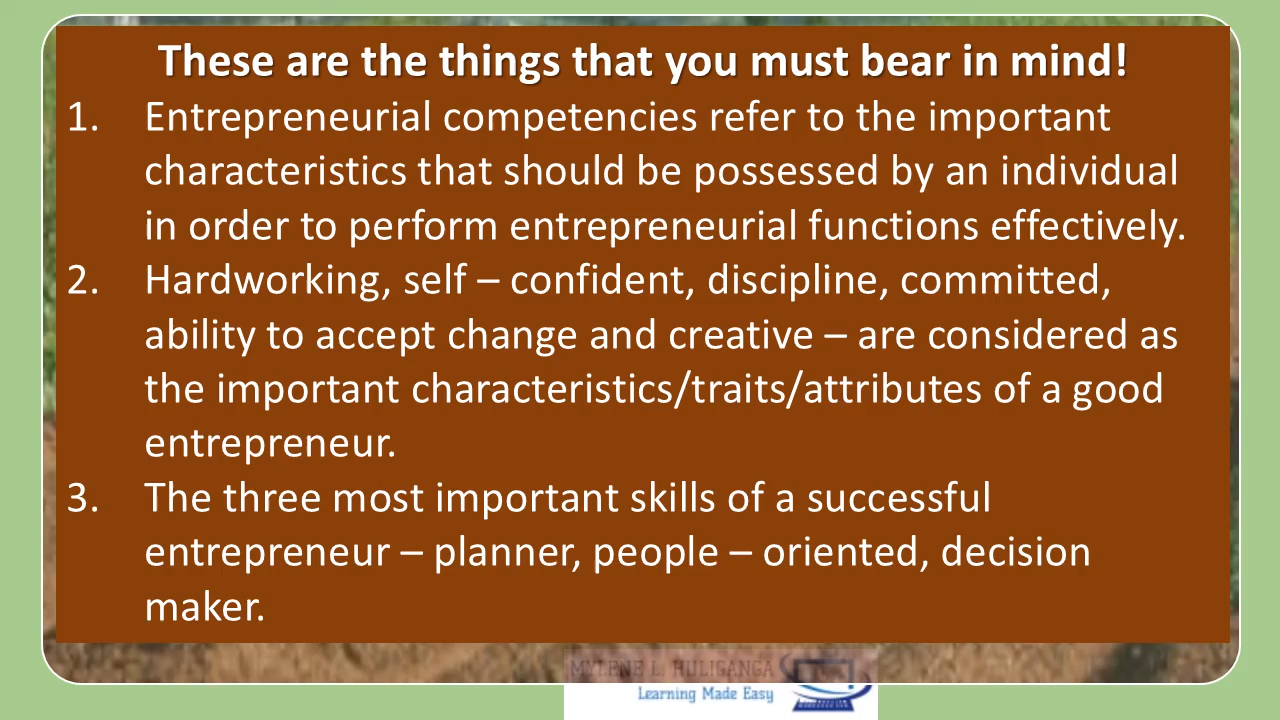 These are the things that you must bear in mind!
1. Entrepreneurial competencies refer to the important
characteristics that should be possessed by an individual
in order to perform entrepreneurial functions effectively.
2. Hardworking, self – confident, discipline, committed,
ability to accept change and creative – are considered as
the important characteristics/traits/attributes of a good
entrepreneur.
3. The three most important skills of a successful
entrepreneur – planner, people – oriented, decision
maker.
MYLENE L. HULIGANGA
Learning Made Easy